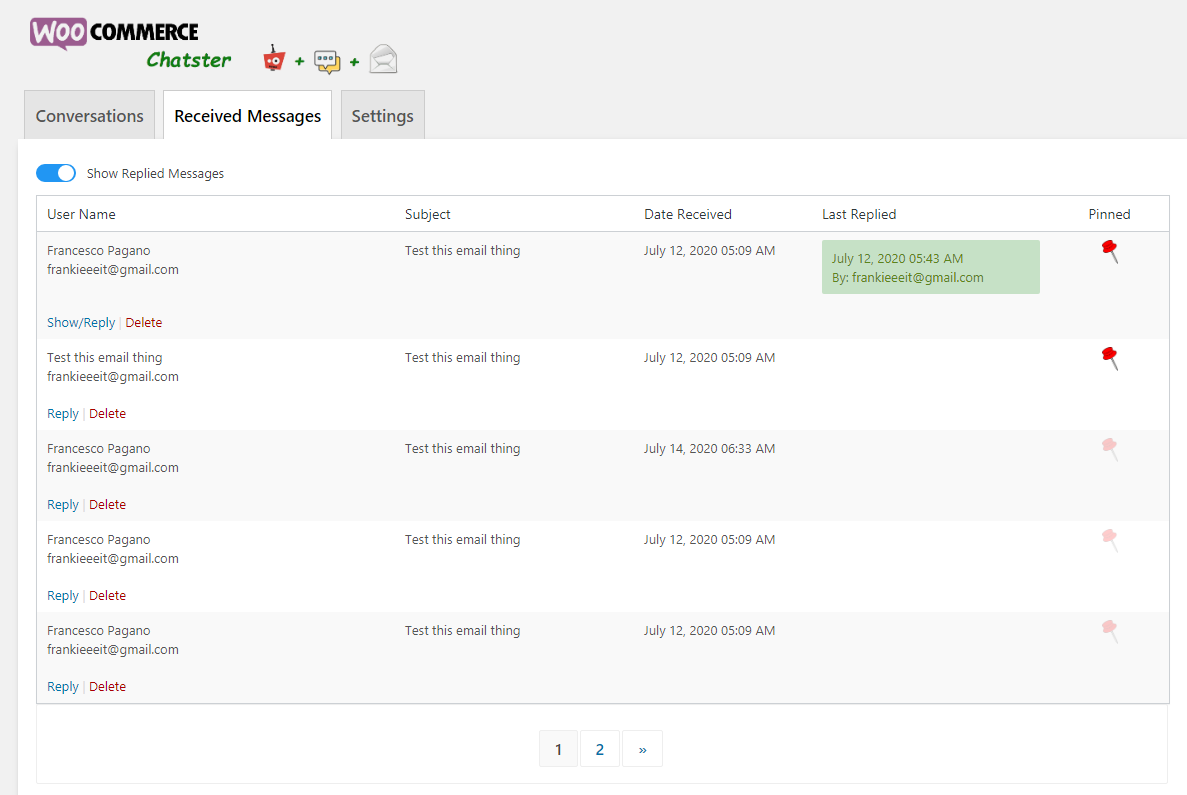 WOO COMMERCE
Chatster
+ +
Conversations Received Messages Settings
Show Replied Messages
User Name Subject Date Received Last Replied Pinned
Francesco Pagano Test this email thing July 12, 2020 05:09 AM July 12, 2020 05:43 AM
frankieeeit@gmail.com By: frankieeeit@gmail.com
Show/Reply | Delete
Test this email thing Test this email thing July 12, 2020 05:09 AM
frankieeeit@gmail.com
Reply | Delete
Francesco Pagano Test this email thing July 14, 2020 06:33 AM
frankieeeit@gmail.com
Reply | Delete
Francesco Pagano Test this email thing July 12, 2020 05:09 AM
frankieeeit@gmail.com
Reply | Delete
Francesco Pagano Test this email thing July 12, 2020 05:09 AM
frankieeeit@gmail.com
Reply | Delete
1 2 »